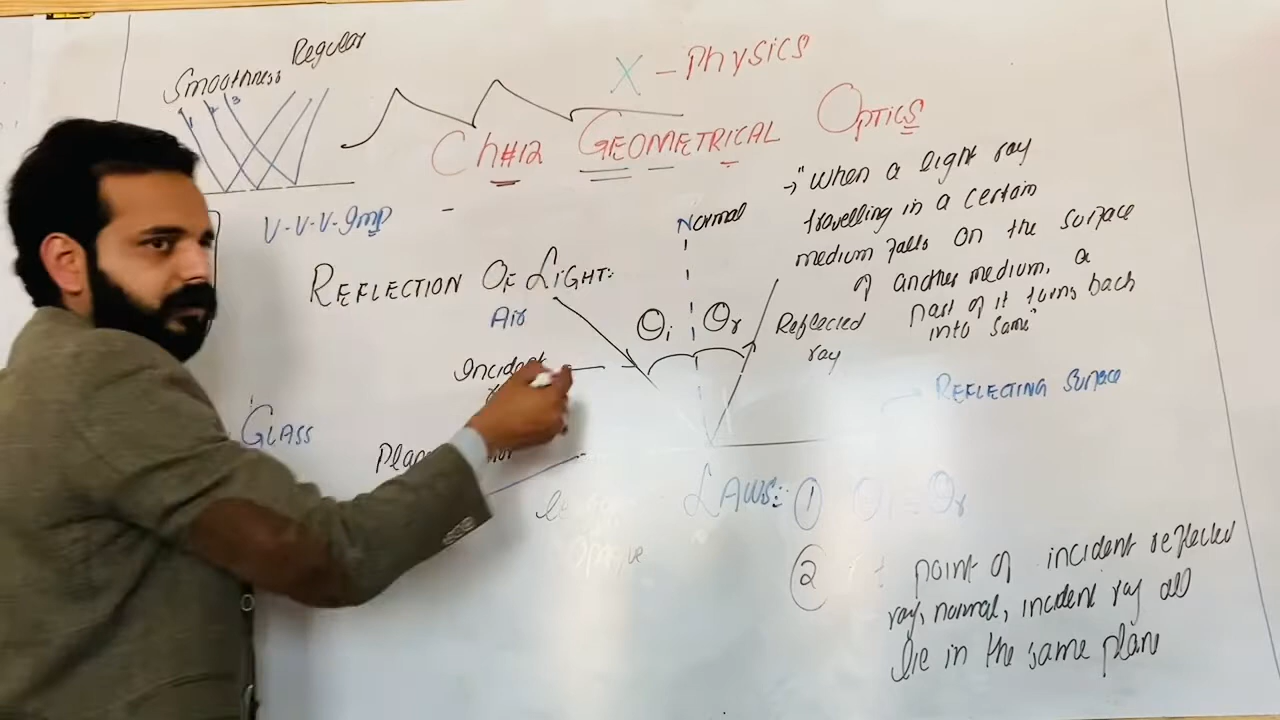 Smoothness Regular
1 2 3
X - Physics
Ch#12 GEOMETRICAL OPTICS
V-V-V-Imp -
REFLECTION OF LIGHT:-
Air
Normal
θi θr
Incident
Reflected
ray
GLASS
→"When a light ray
travelling in a certain
medium falls on the surface
of another medium, a
part of it turns back
into same"
→ REFLECTING SURFACE
LAWS:- ① θi = θr
② point of incident reflected
ray, normal, incident ray all
lie in the same plane